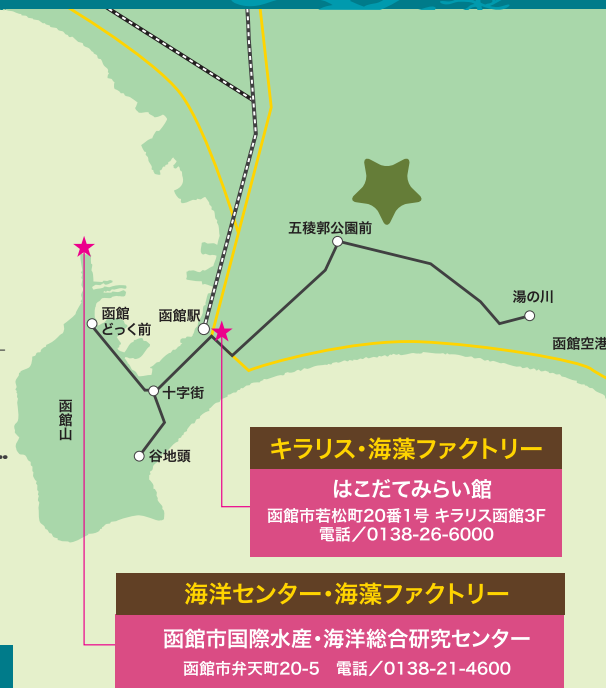 五稜郭公園前
湯の川
函館空港
函館駅
函館
どっく前
十字街
函館山
谷地頭
キラリス・海藻ファクトリー
はこだてみらい館
函館市若松町20番1号 キラリス函館3F
電話／0138-26-6000
海洋センター・海藻ファクトリー
函館市国際水産・海洋総合研究センター
函館市弁天町20-5　電話／0138-21-4600